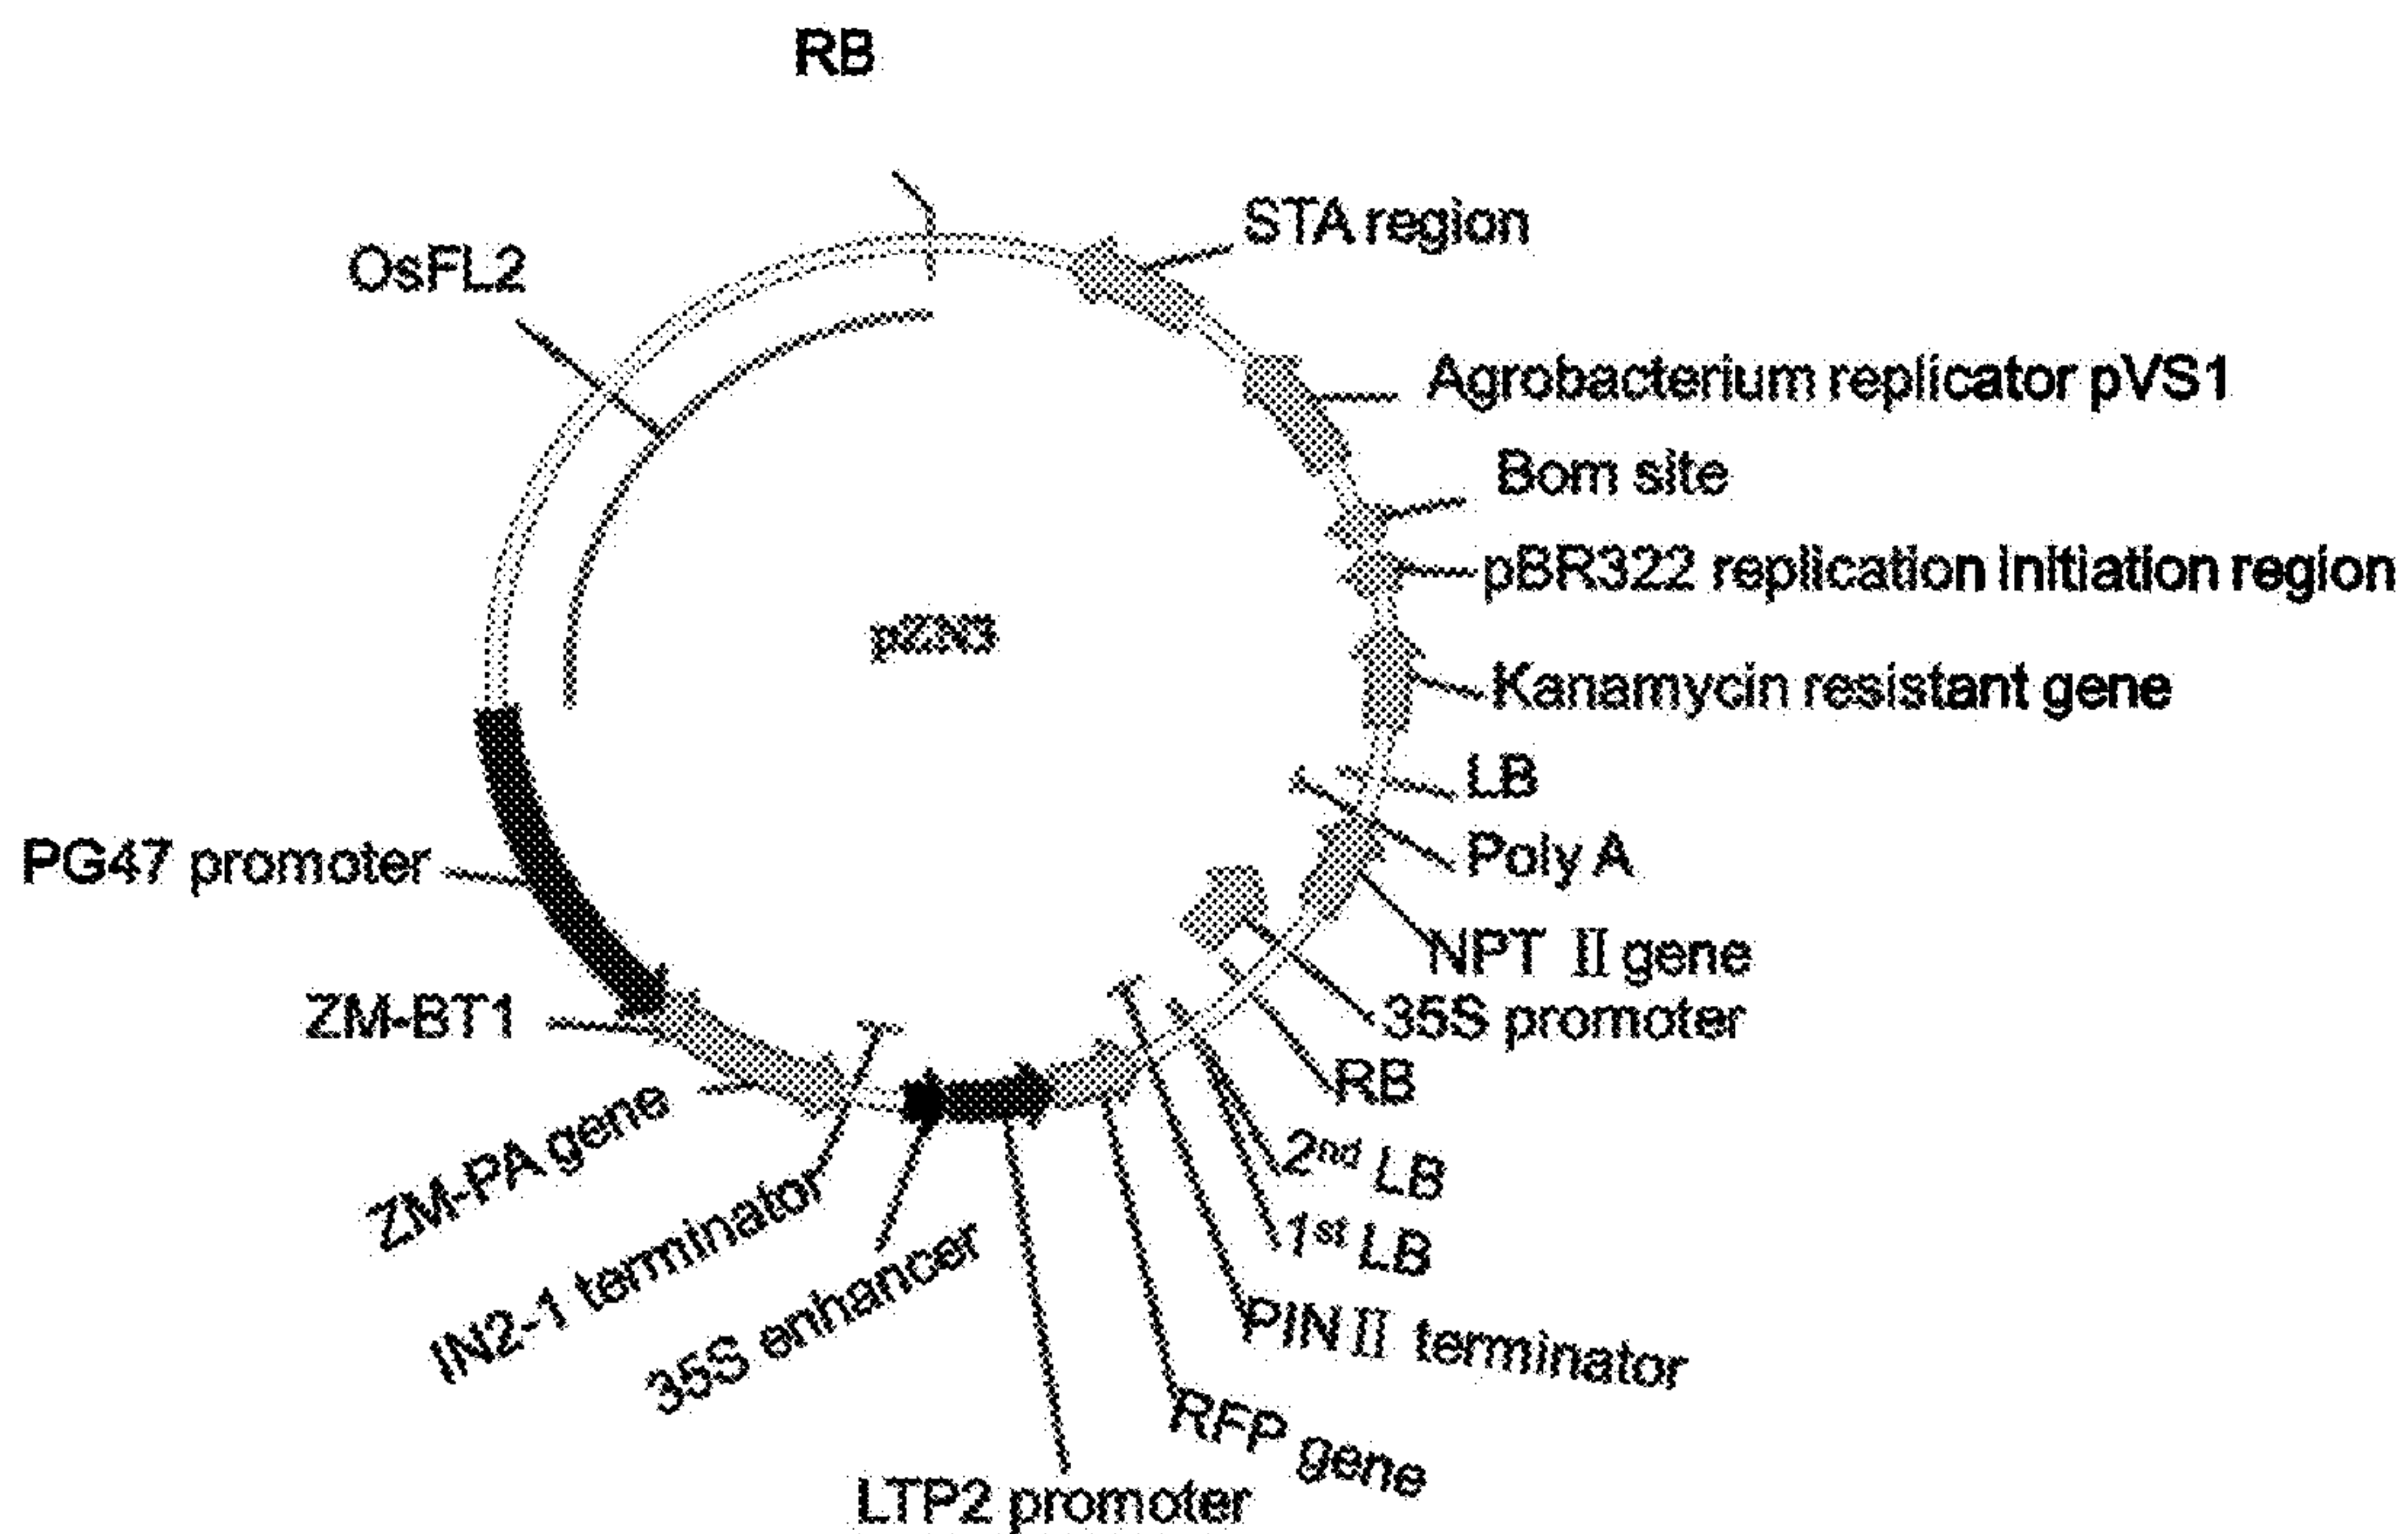 RB
STA region
OsFL2
Agrobacterium replicator pVS1
Bom site
pBR322 replication initiation region
pZN3
Kanamycin resistant gene
LB
Poly A
PG47 promoter
NPT Ⅱ gene
ZM-BT1
35S promoter
RB
ZM-PA gene
2nd LB
1st LB
IN2-1 terminator
35S enhancer
PINⅡ terminator
RFP gene
LTP2 promoter